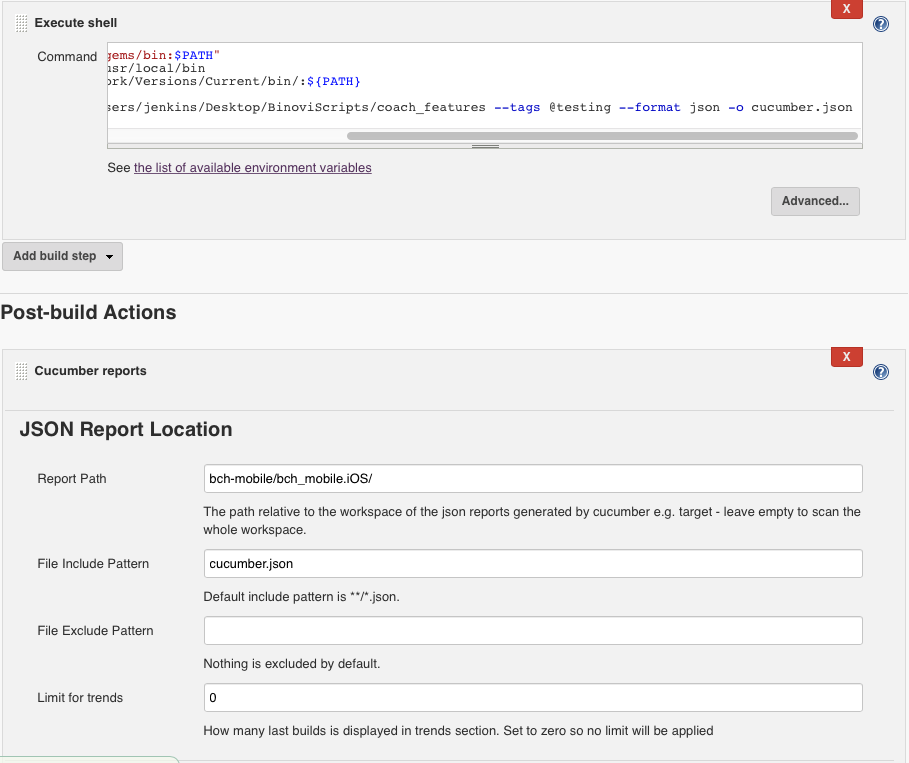 X
Execute shell
?
Command
gems/bin:$PATH"
usr/local/bin
ork/Versions/Current/bin/:${PATH}
sers/jenkins/Desktop/BinoviScripts/coach_features --tags @testing --format json -o cucumber.json
See the list of available environment variables
Advanced...
Add build step
Post-build Actions
X
Cucumber reports
?
JSON Report Location
Report Path
bch-mobile/bch_mobile.iOS/
The path relative to the workspace of the json reports generated by cucumber e.g. target - leave empty to scan the
whole workspace.
File Include Pattern
cucumber.json
Default include pattern is **/*.json.
File Exclude Pattern
Nothing is excluded by default.
Limit for trends
0
How many last builds is displayed in trends section. Set to zero so no limit will be applied